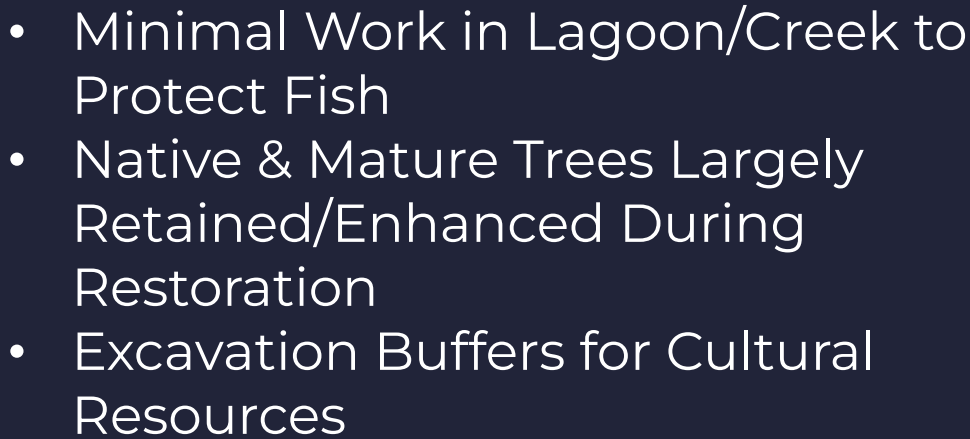 • Minimal Work in Lagoon/Creek to
Protect Fish
• Native & Mature Trees Largely
Retained/Enhanced During
Restoration
• Excavation Buffers for Cultural
Resources